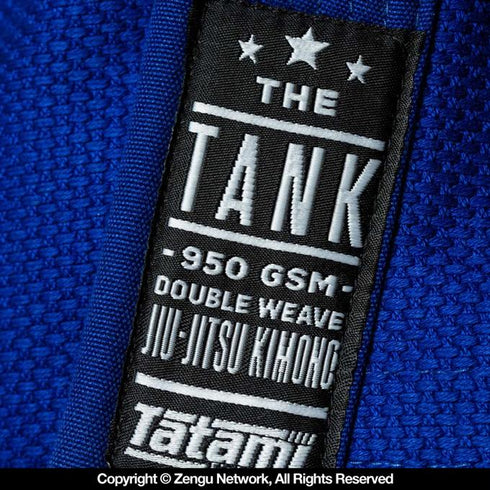 THE
TANK
- 950 GSM -
DOUBLE WEAVE
JIU-JITSU KIMONO
Tatami
Copyright © Zengu Network, All Rights Reserved